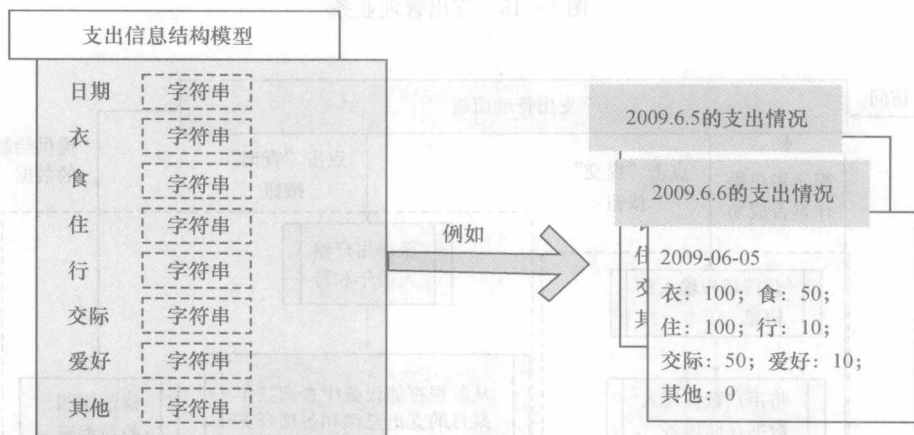 支出信息结构模型
日期 字符串
衣 字符串
食 字符串
住 字符串
行 字符串
交际 字符串
爱好 字符串
其他 字符串
例如
2009.6.5的支出情况
2009.6.6的支出情况
2009-06-05
衣：100；食：50；
住：100；行：10；
交际：50；爱好：10；
其他：0
住
交
其